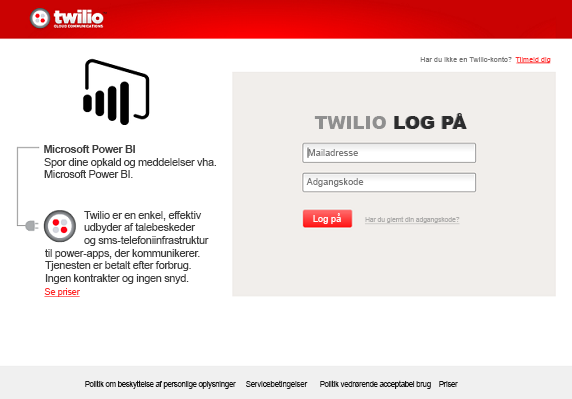 twilio
CLOUD COMMUNICATIONS
Har du ikke en Twilio-konto? Tilmeld dig
Microsoft Power BI
Spor dine opkald og meddelelser vha.
Microsoft Power BI.
Twilio er en enkel, effektiv
udbyder af talebeskeder
og sms-telefoniinfrastruktur
til power-apps, der kommunikerer.
Tjenesten er betalt efter forbrug.
Ingen kontrakter og ingen snyd.
Se priser
TWILIO LOG PÅ
Mailadresse
Adgangskode
Log på
Har du glemt din adgangskode?
Politik om beskyttelse af personlige oplysninger Servicebetingelser Politik vedrørende acceptabel brug Priser